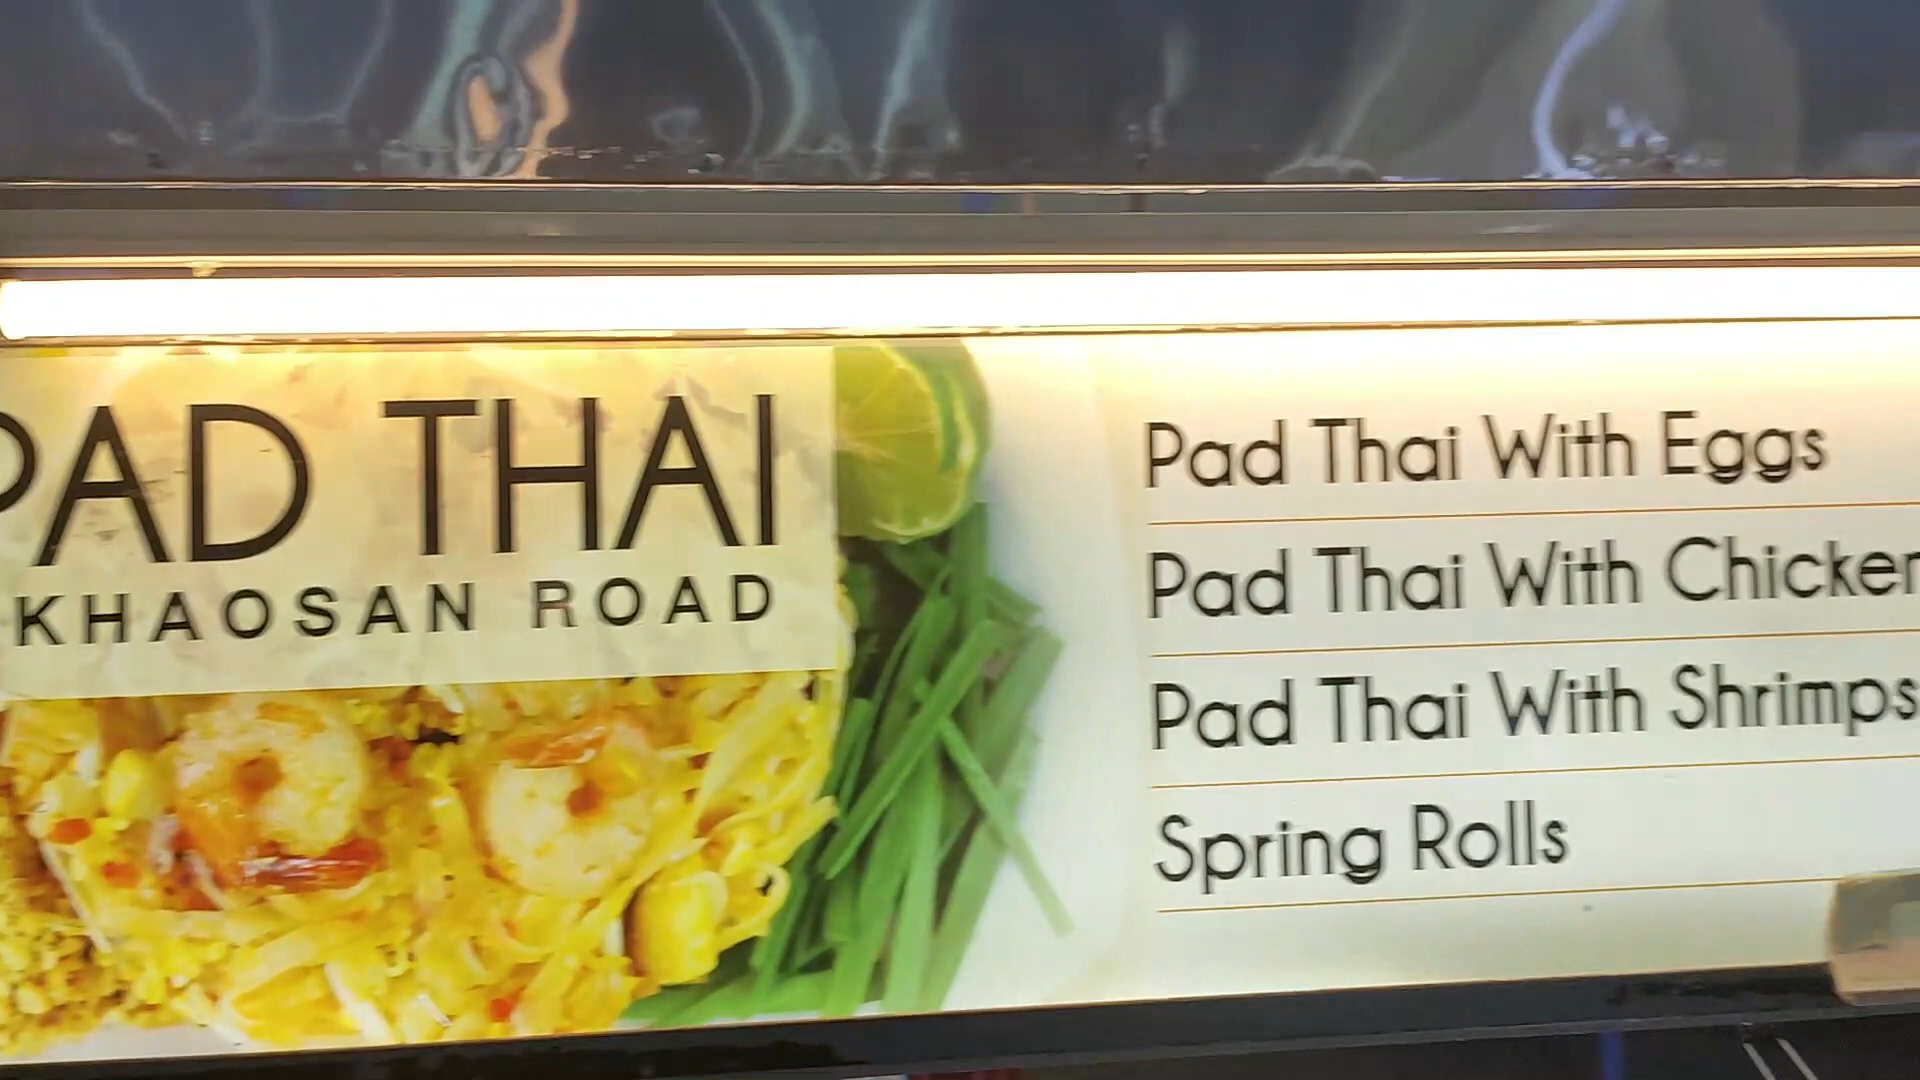 PAD THAI
KHAOSAN ROAD
Pad Thai With Eggs
Pad Thai With Chicken
Pad Thai With Shrimps
Spring Rolls